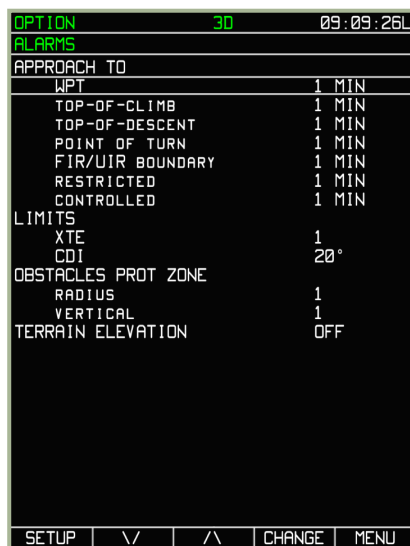 OPTION 3D 09:09:26L
ALARMS
APPROACH TO
WPT 1 MIN
TOP-OF-CLIMB 1 MIN
TOP-OF-DESCENT 1 MIN
POINT OF TURN 1 MIN
FIR/UIR BOUNDARY 1 MIN
RESTRICTED 1 MIN
CONTROLLED 1 MIN
LIMITS
XTE 1
CDI 20°
OBSTACLES PROT ZONE
RADIUS 1
VERTICAL 1
TERRAIN ELEVATION OFF
SETUP \/ /\ CHANGE MENU